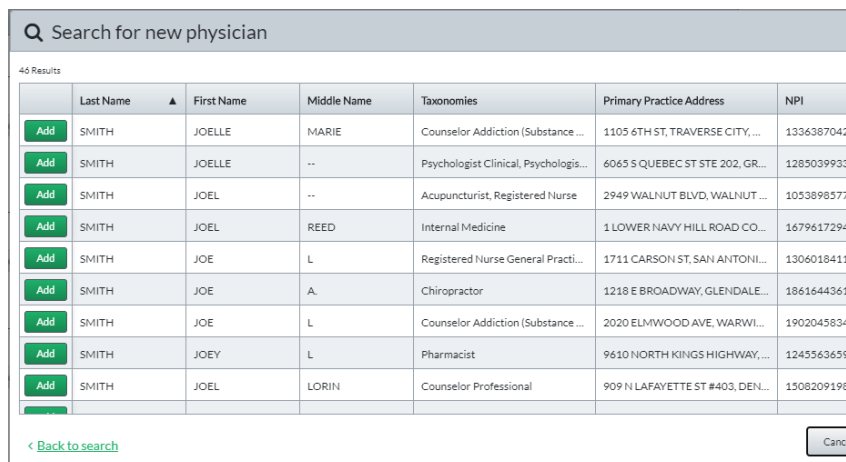 Search for new physician
46 Results
Last Name ▲ First Name Middle Name Taxonomies Primary Practice Address NPI
Add SMITH JOELLE MARIE Counselor Addiction (Substance ... 1105 6TH ST, TRAVERSE CITY, ... 1336387042
Add SMITH JOELLE -- Psychologist Clinical, Psychologis... 6065 S QUEBEC ST STE 202, GR... 1285039933
Add SMITH JOEL -- Acupuncturist, Registered Nurse 2949 WALNUT BLVD, WALNUT ... 1053898577
Add SMITH JOEL REED Internal Medicine 1 LOWER NAVY HILL ROAD CO... 1679617294
Add SMITH JOE L Registered Nurse General Practi... 1711 CARSON ST, SAN ANTONI... 1306018411
Add SMITH JOE A. Chiropractor 1218 E BROADWAY, GLENDALE... 1861644361
Add SMITH JOE L Counselor Addiction (Substance ... 2020 ELMWOOD AVE, WARWI... 1902045834
Add SMITH JOEY L Pharmacist 9610 NORTH KINGS HIGHWAY, ... 1245563659
Add SMITH JOEL LORIN Counselor Professional 909 N LAFAYETTE ST #403, DEN... 1508209198
< Back to search
Canc